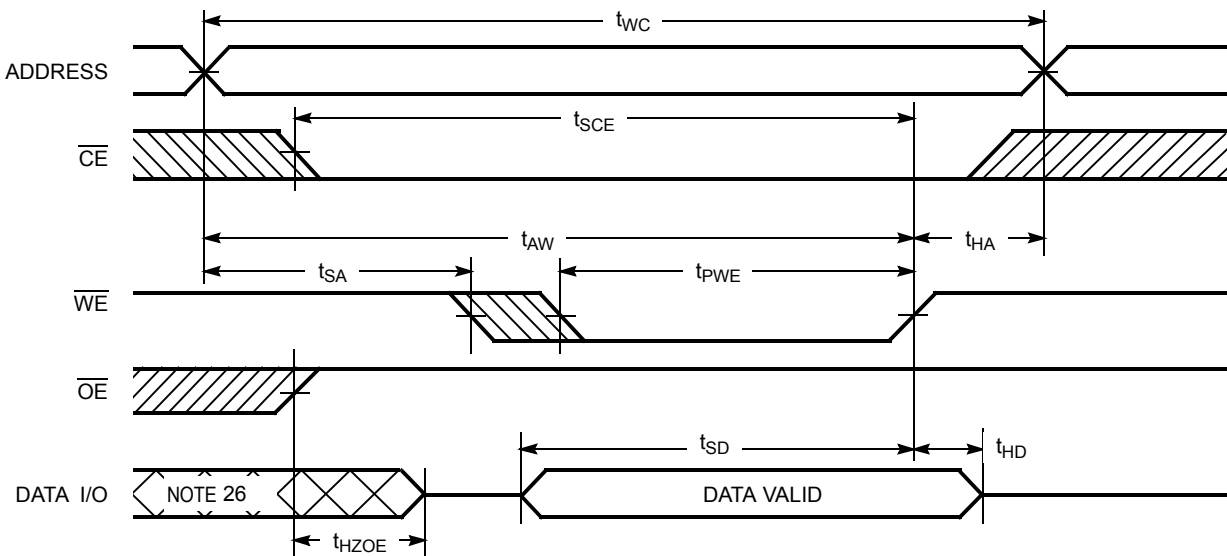 tWC
ADDRESS
tSCE
CE
tAW
tHA
tSA
tPWE
WE
OE
tSD
tHD
DATA I/O
NOTE 26
DATA VALID
tHZOE